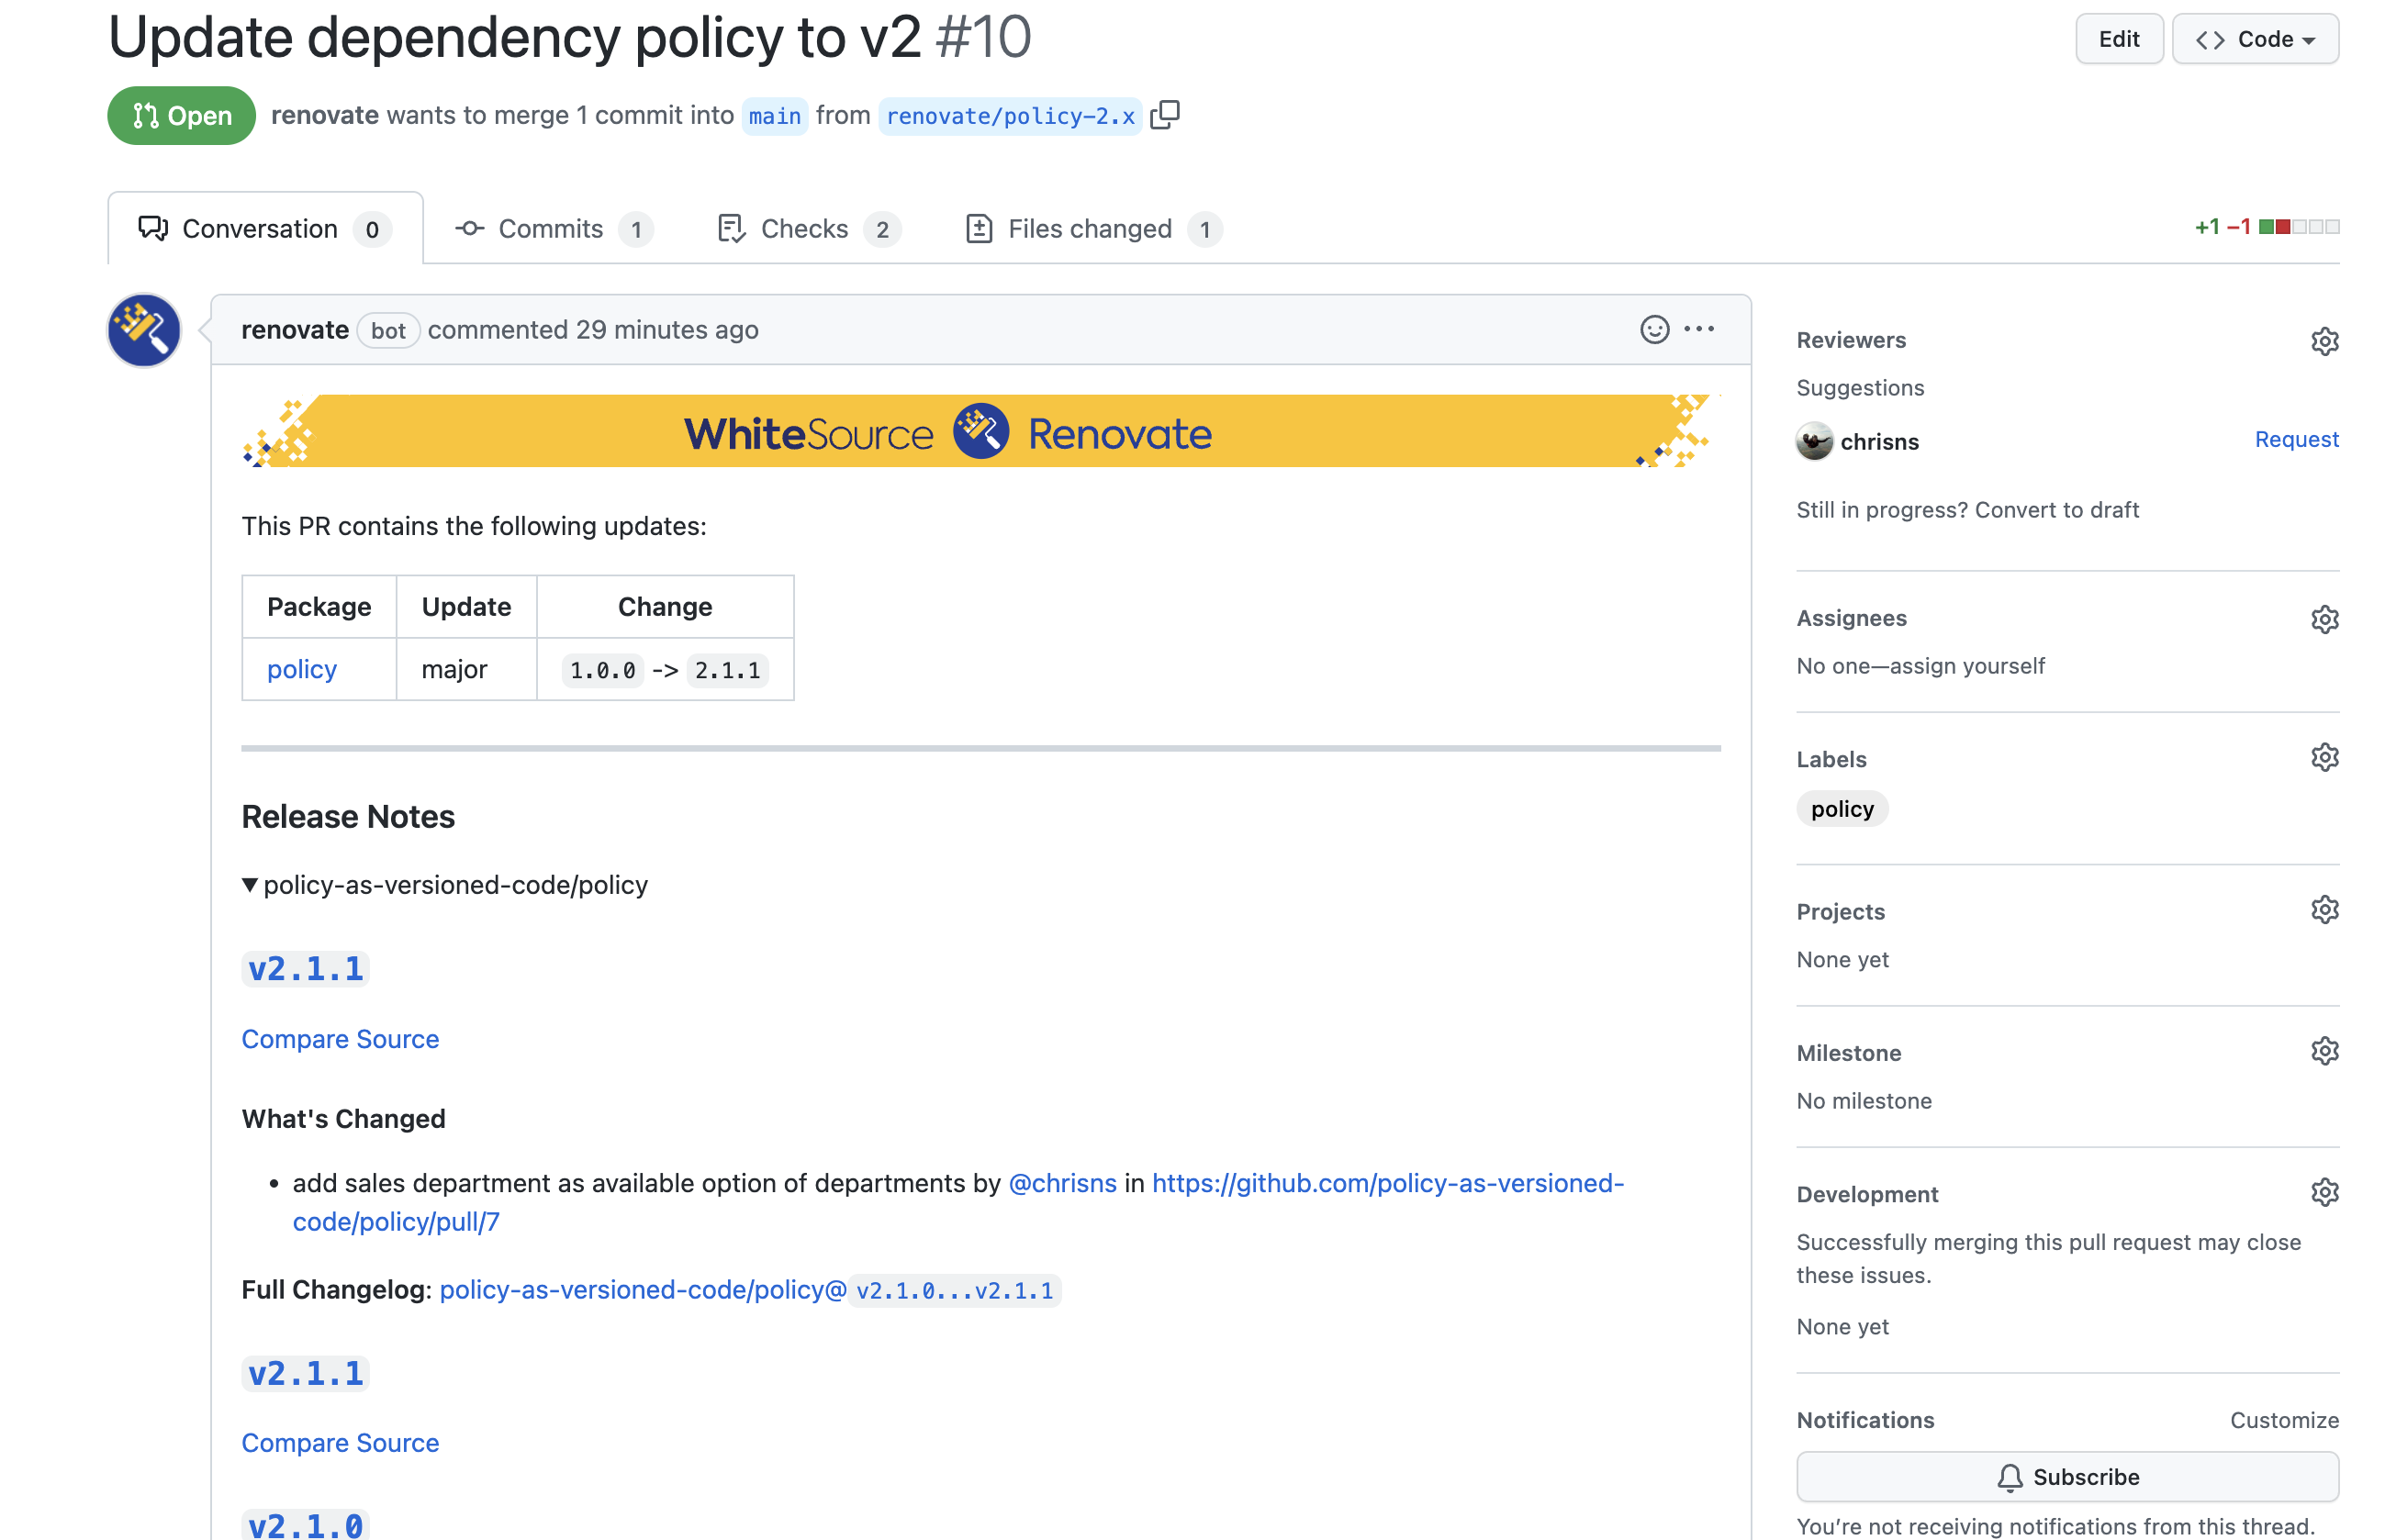 Update dependency policy to v2 #10
Edit
Code
Open
renovate wants to merge 1 commit into main from renovate/policy-2.x
Conversation 0
Commits 1
Checks 2
Files changed 1
+1 −1
renovate bot commented 29 minutes ago
WhiteSource Renovate
This PR contains the following updates:
Package Update Change
policy major 1.0.0 -> 2.1.1
Release Notes
policy-as-versioned-code/policy
v2.1.1
Compare Source
What's Changed
• add sales department as available option of departments by @chrisns in https://github.com/policy-as-versioned-
code/policy/pull/7
Full Changelog: policy-as-versioned-code/policy@v2.1.0...v2.1.1
v2.1.1
Compare Source
v2.1.0
Reviewers
Suggestions
chrisns
Request
Still in progress? Convert to draft
Assignees
No one—assign yourself
Labels
policy
Projects
None yet
Milestone
No milestone
Development
Successfully merging this pull request may close
these issues.
None yet
Notifications
Customize
Subscribe
You’re not receiving notifications from this thread.